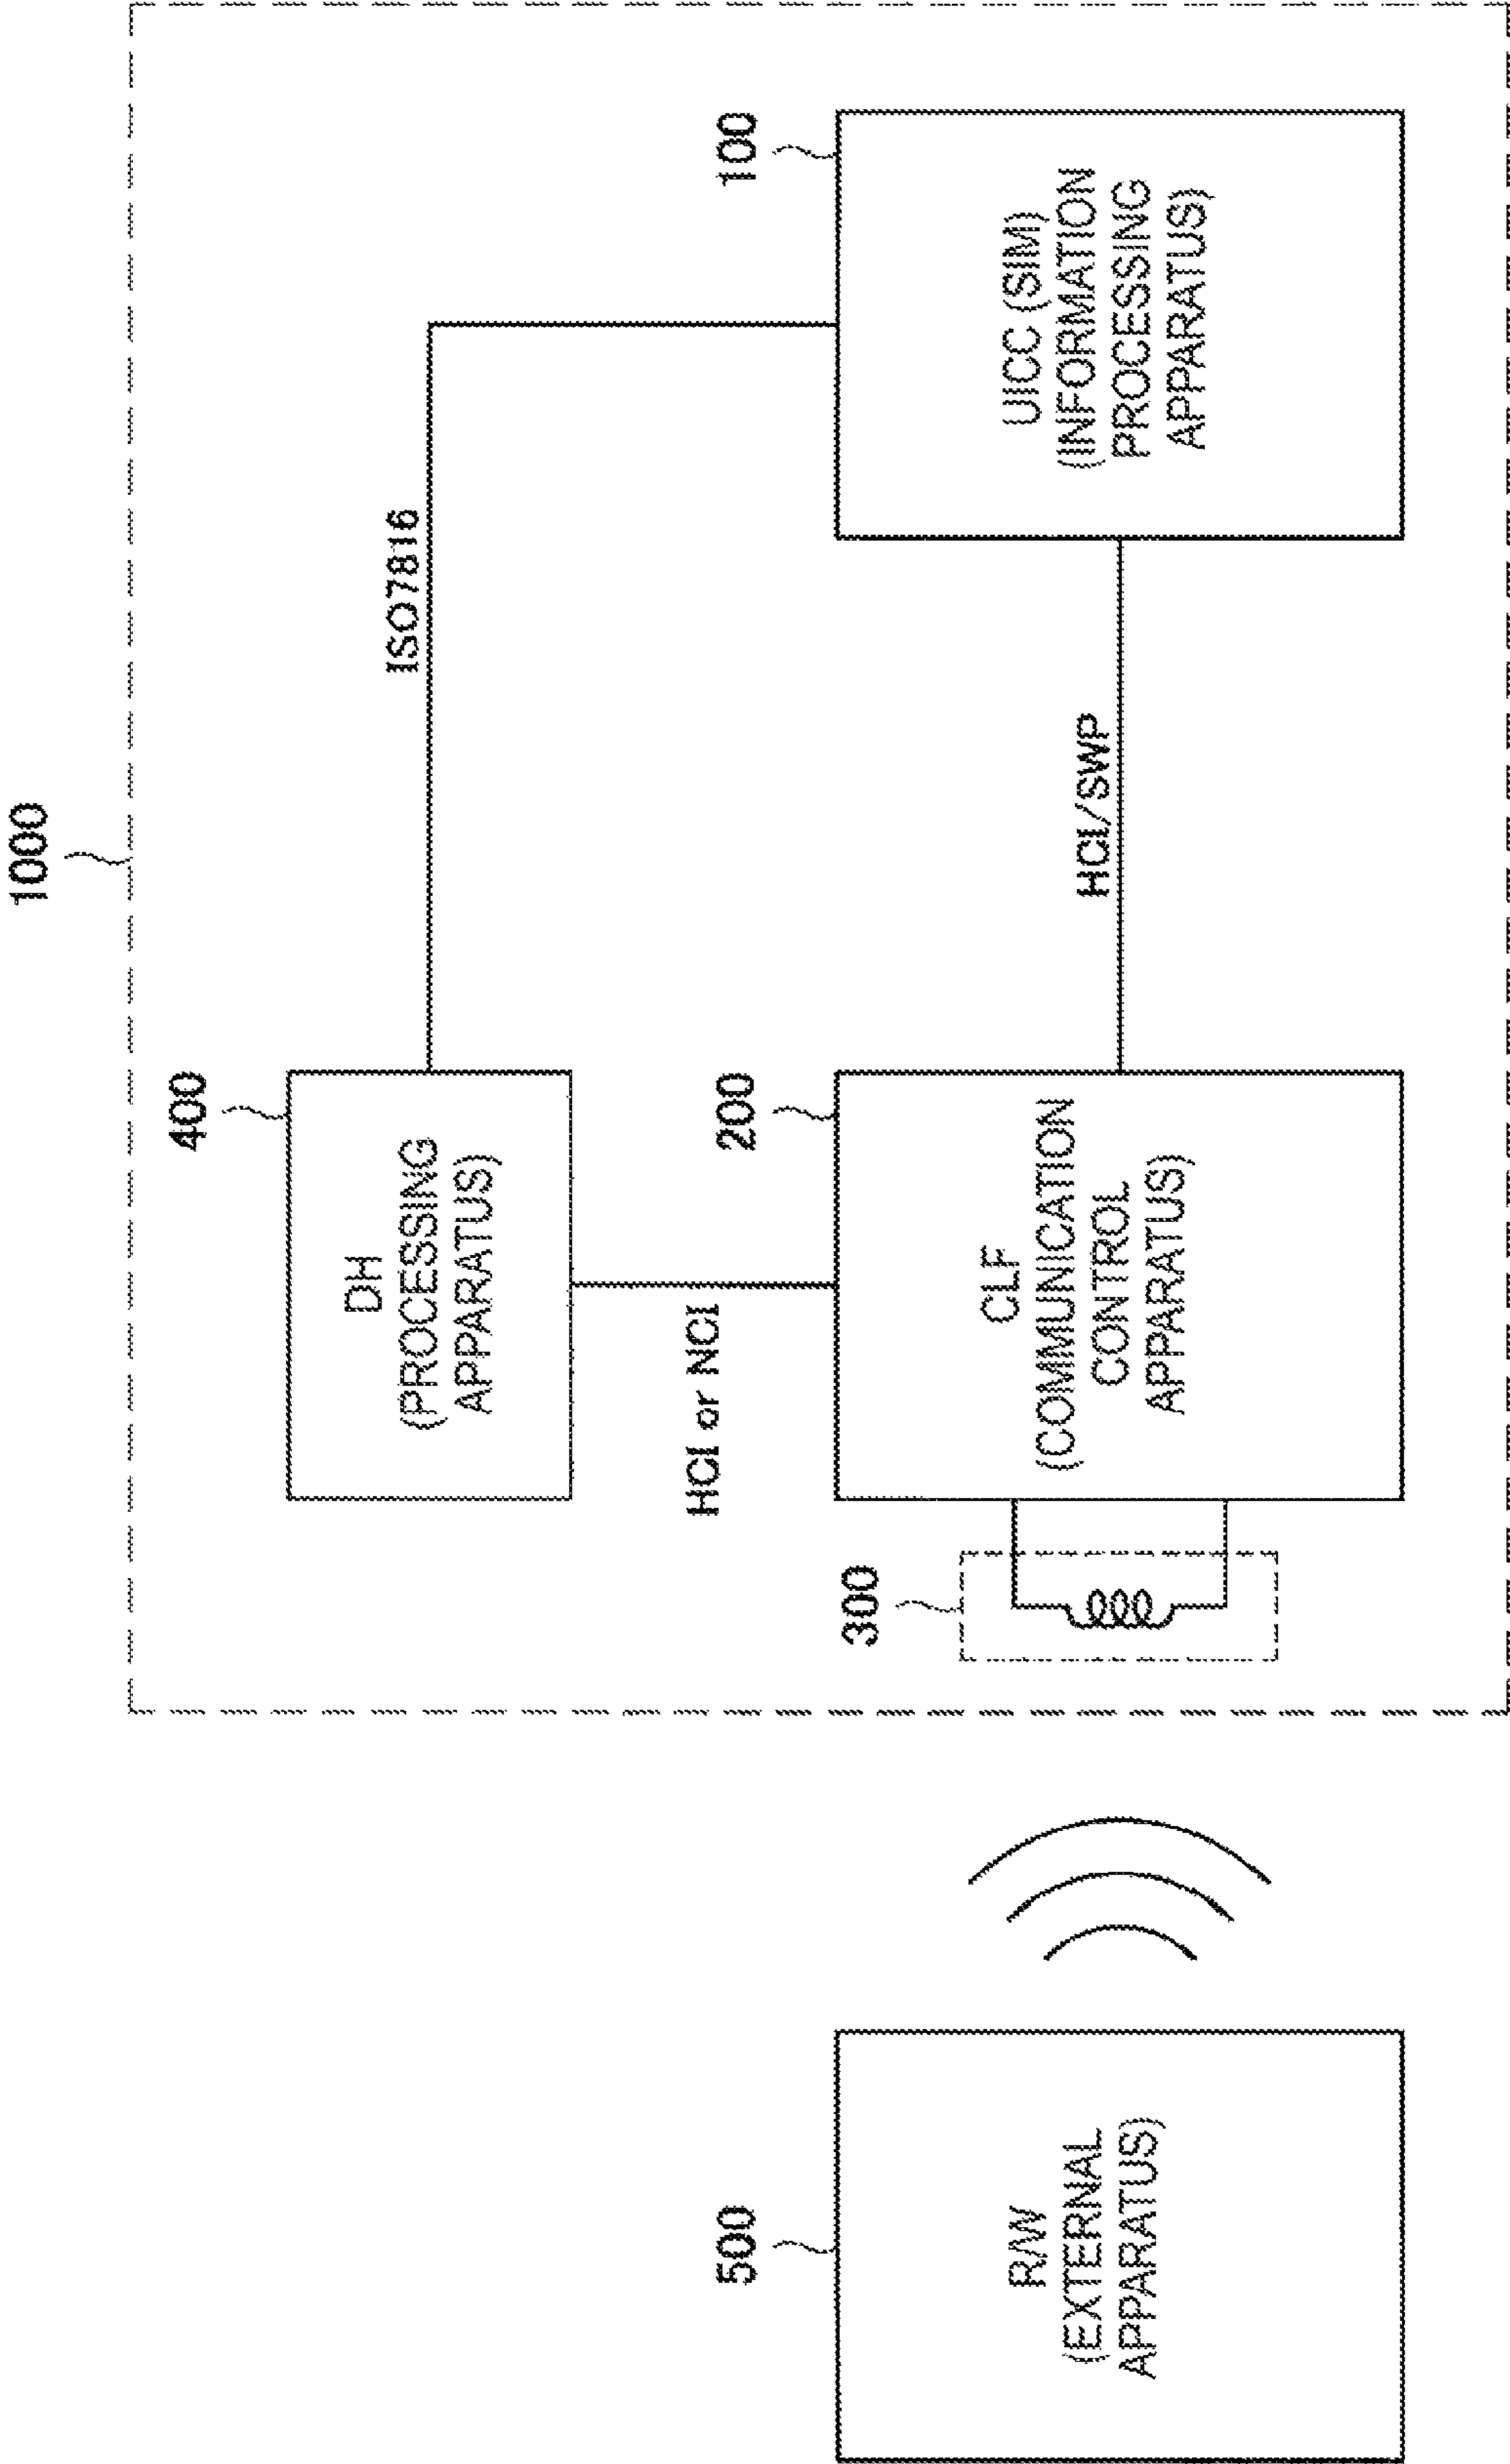 1000
400
DH
(PROCESSING
APPARATUS)
ISO7816
HCI or NCI
500
R/W
(EXTERNAL
APPARATUS)
300
200
CLF
(COMMUNICATION
CONTROL
APPARATUS)
HCI/SWP
100
UICC (SIM)
(INFORMATION
PROCESSING
APPARATUS)